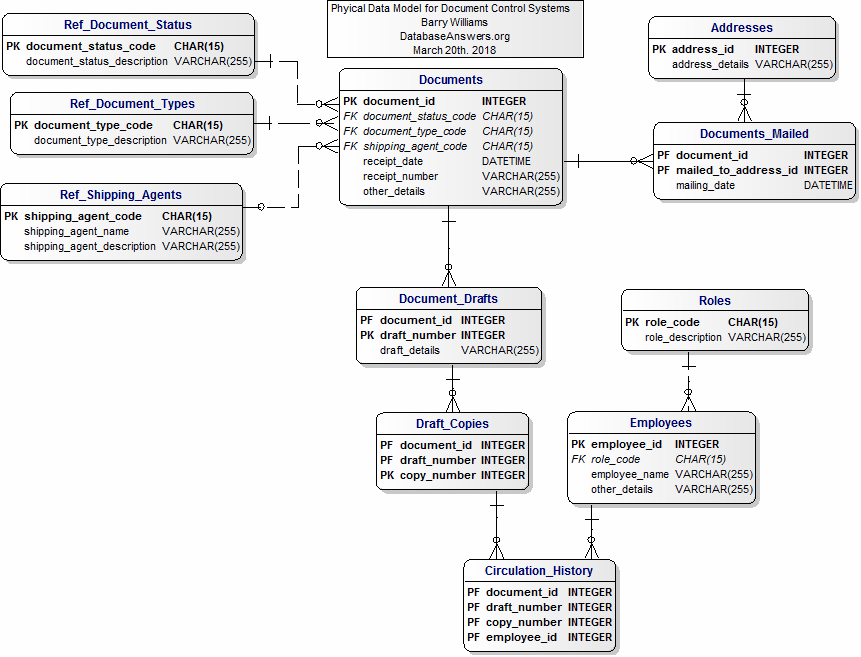 Phyical Data Model for Document Control Systems
Barry Williams
DatabaseAnswers.org
March 20th. 2018
Ref_Document_Status
PK document_status_code CHAR(15)
document_status_description VARCHAR(255)
Ref_Document_Types
PK document_type_code CHAR(15)
document_type_description VARCHAR(255)
Ref_Shipping_Agents
PK shipping_agent_code CHAR(15)
shipping_agent_name VARCHAR(255)
shipping_agent_description VARCHAR(255)
Documents
PK document_id INTEGER
FK document_status_code CHAR(15)
FK document_type_code CHAR(15)
FK shipping_agent_code CHAR(15)
receipt_date DATETIME
receipt_number VARCHAR(255)
other_details VARCHAR(255)
Addresses
PK address_id INTEGER
address_details VARCHAR(255)
Documents_Mailed
PF document_id INTEGER
PF mailed_to_address_id INTEGER
mailing_date DATETIME
Document_Drafts
PF document_id INTEGER
PK draft_number INTEGER
draft_details VARCHAR(255)
Roles
PK role_code CHAR(15)
role_description VARCHAR(255)
Draft_Copies
PF document_id INTEGER
PF draft_number INTEGER
PK copy_number INTEGER
Employees
PK employee_id INTEGER
FK role_code CHAR(15)
employee_name VARCHAR(255)
other_details VARCHAR(255)
Circulation_History
PF document_id INTEGER
PF draft_number INTEGER
PF copy_number INTEGER
PF employee_id INTEGER